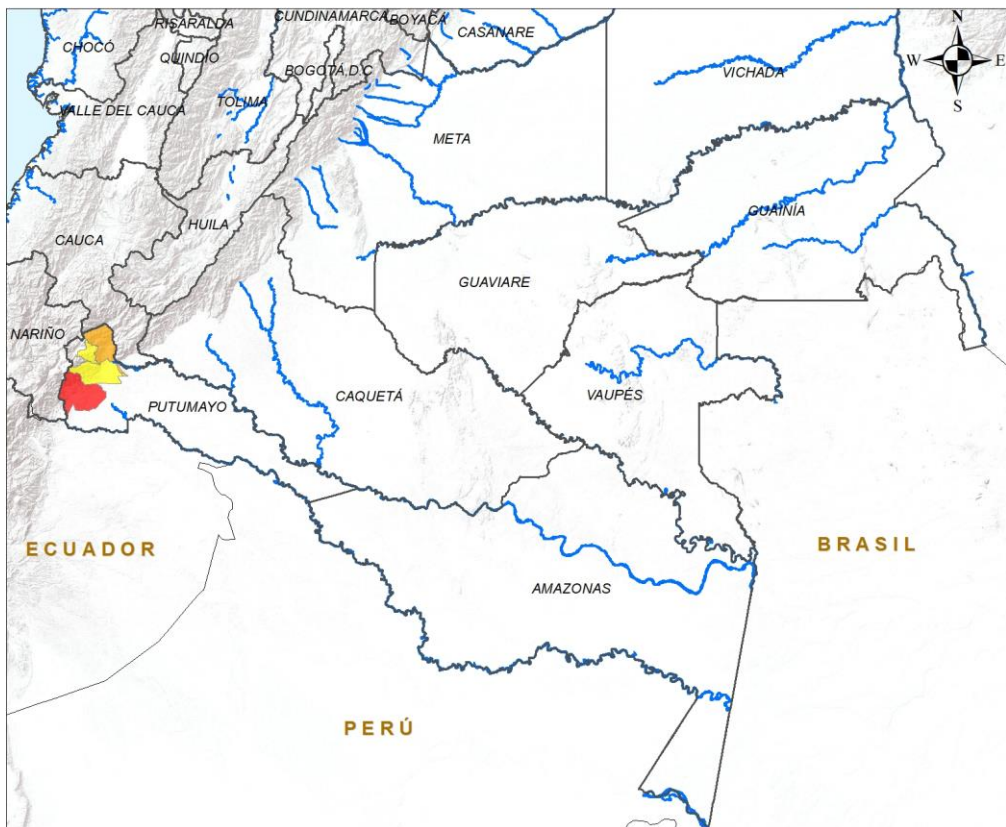 RISARALDA
CUNDINAMARCA
BOYACÁ
CHOCÓ
CASANARE
N
QUINDIO
BOGOTÁ,D.C
W
E
VICHADA
TOLIMA
S
VALLE DEL CAUCA
META
GUAINÍA
HUILA
CAUCA
GUAVIARE
NARIÑO
CAQUETÁ
VAUPÉS
PUTUMAYO
ECUADOR
BRASIL
AMAZONAS
PERÚ